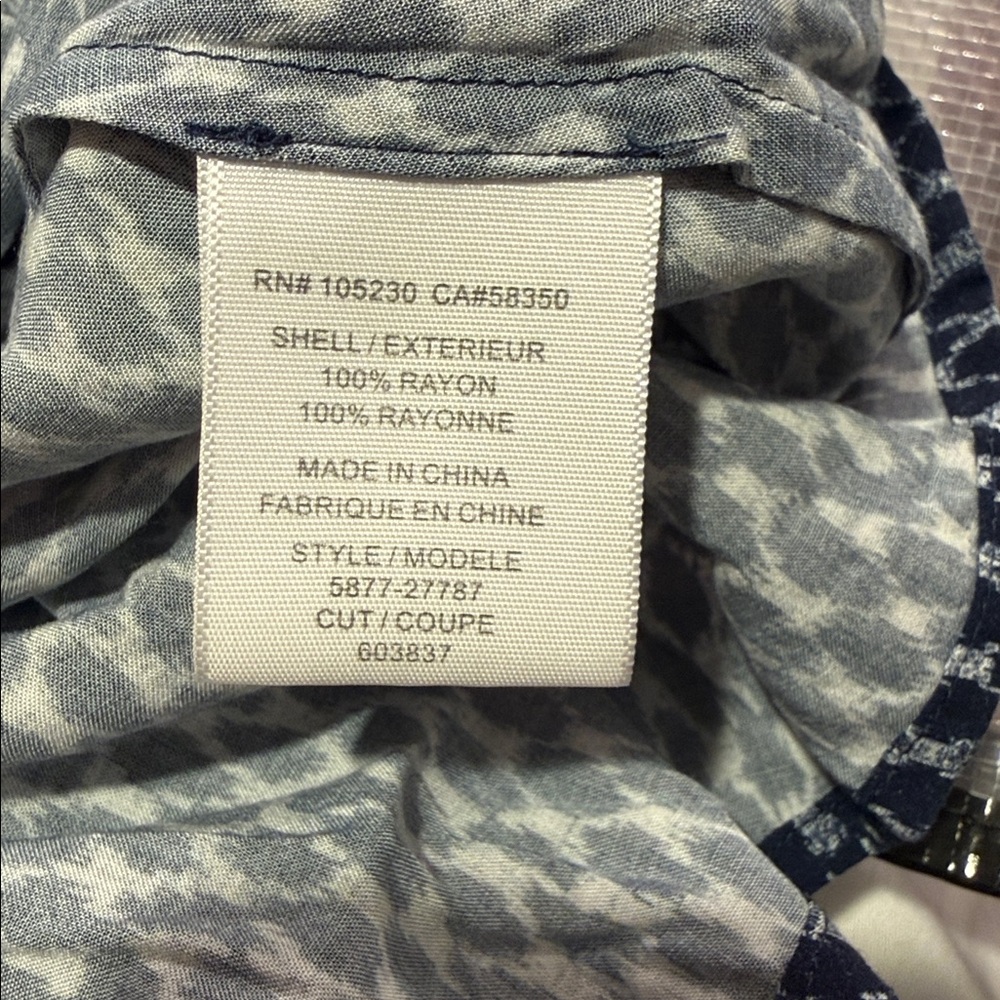 RN# 105230 CA#58350
SHELL / EXTERIEUR
100% RAYON
100% RAYONNE
MADE IN CHINA
FABRIQUE EN CHINE
STYLE / MODELE
5877-27787
CUT / COUPE
603837